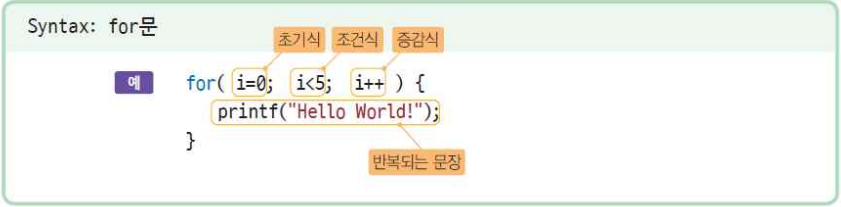 Syntax: for문
초기식 조건식 증감식
예 for( i=0; i<5; i++ ) {
printf("Hello World!");
}
반복되는 문장